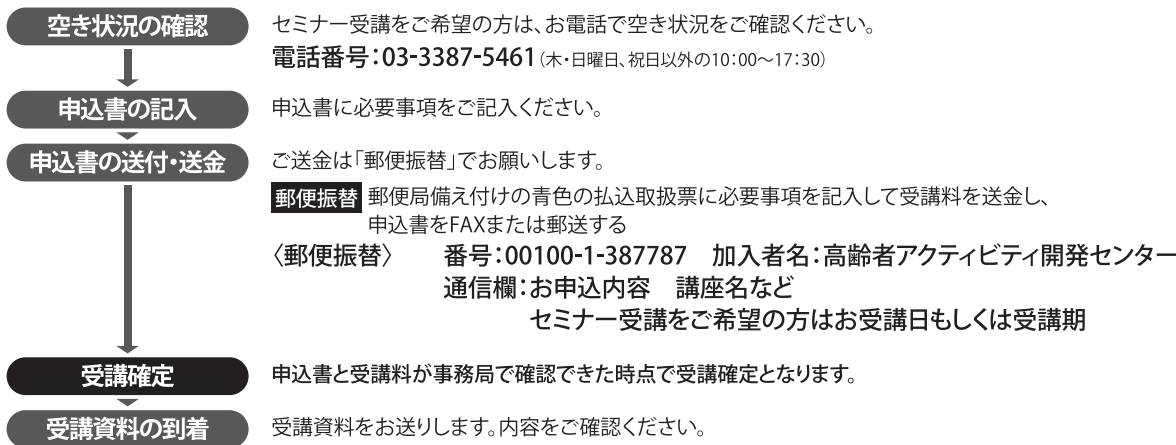 空き状況の確認
セミナー受講をご希望の方は、お電話で空き状況をご確認ください。
電話番号：03-3387-5461（木・日曜日、祝日以外の10：00～17：30）
申込書の記入
申込書に必要事項をご記入ください。
申込書の送付・送金
ご送金は「郵便振替」でお願いします。
郵便振替 郵便局備え付けの青色の払込取扱票に必要事項を記入して受講料を送金し、
申込書をFAXまたは郵送する
〈郵便振替〉 番号：00100-1-387787 加入者名：高齢者アクティビティ開発センター
通信欄：お申込内容 講座名など
セミナー受講をご希望の方はお受講日もしくは受講期
受講確定
申込書と受講料が事務局で確認できた時点で受講確定となります。
受講資料の到着
受講資料をお送りします。内容をご確認ください。